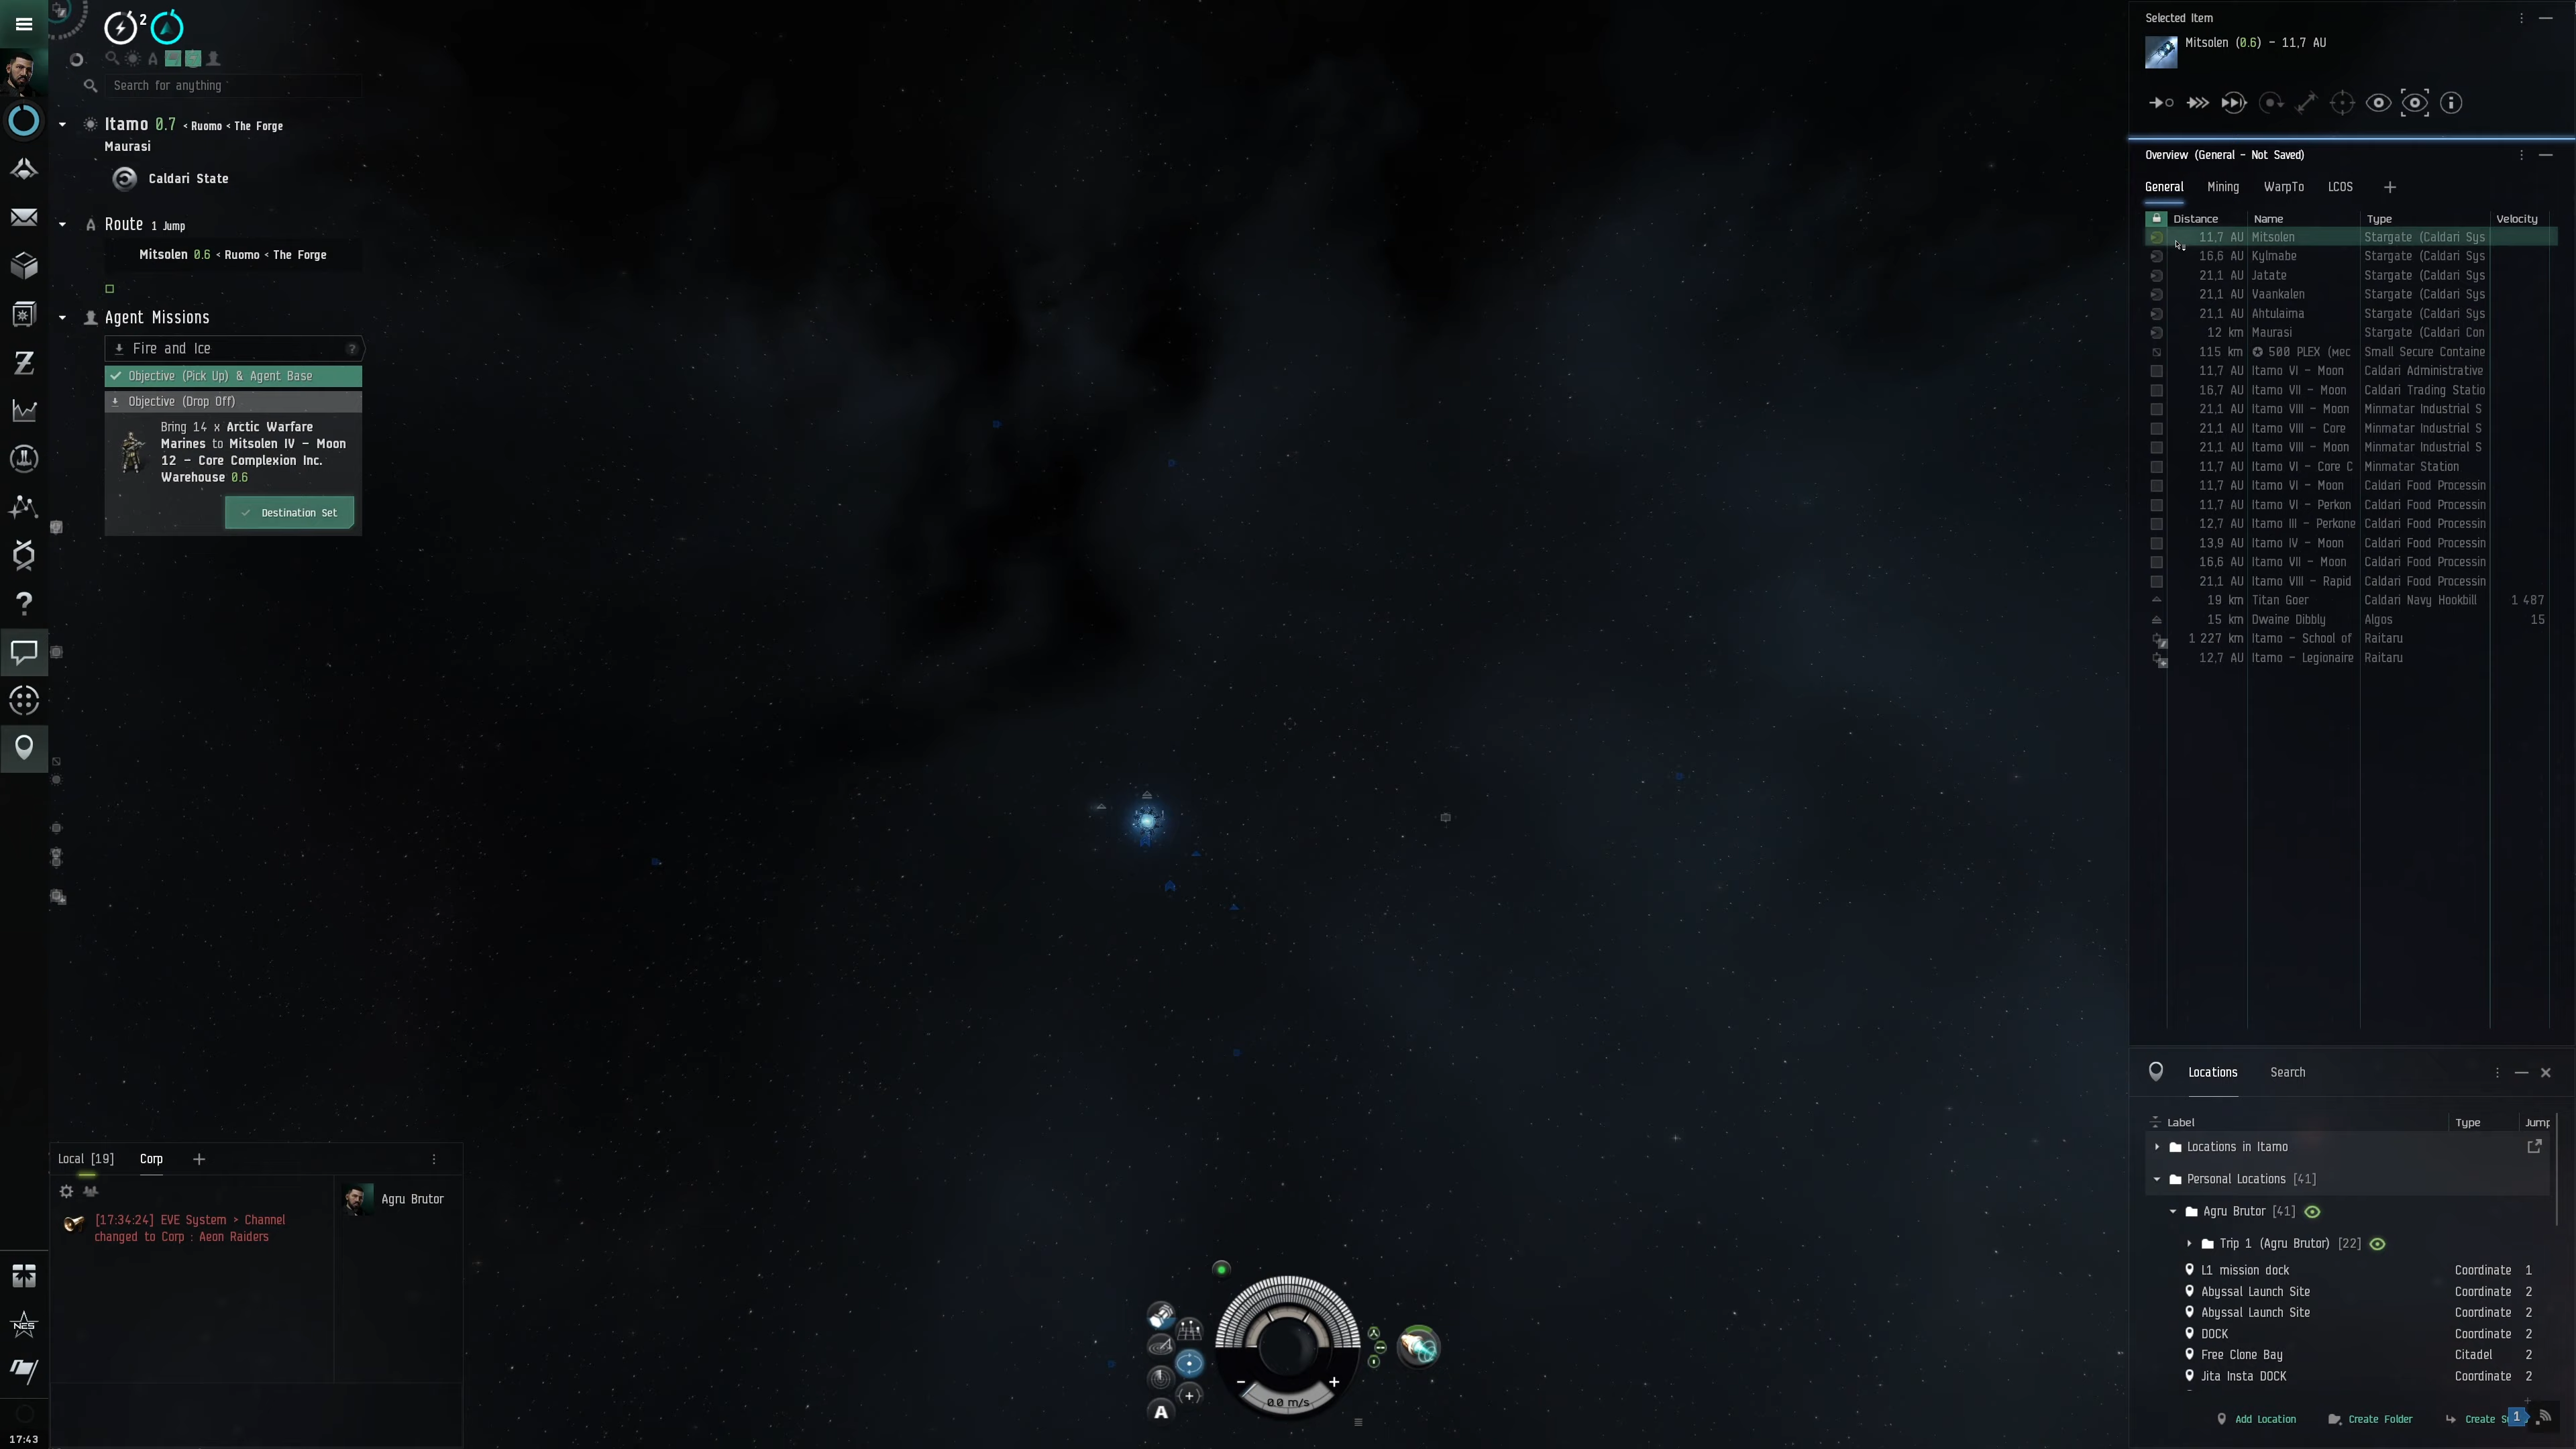 2
Search for anything
Itamo 0.7 < Ruomo < The Forge
Maurasi
Caldari State
Route 1 Jump
Mitsolen 0.6 < Ruomo < The Forge
Agent Missions
Fire and Ice
?
Objective (Pick Up) & Agent Base
Objective (Drop Off)
Bring 14 x Arctic Warfare
Marines to Mitsolen IV - Moon
12 - Core Complexion Inc.
Warehouse 0.6
Destination Set
Local [19] Corp
[17:34:24] EVE System > Channel
changed to Corp : Aeon Raiders
Agru Brutor
NES
17:43
A
0.0 m/s
Selected Item
Mitsolen (0.6) - 11,7 AU
Overview (General - Not Saved)
General Mining WarpTo LCOS +
Distance Name Type Velocity
11,7 AU Mitsolen Stargate (Caldari Sys
16,6 AU Kylmabe Stargate (Caldari Sys
21,1 AU Jatate Stargate (Caldari Sys
21,1 AU Vaankalen Stargate (Caldari Sys
21,1 AU Ahtulaima Stargate (Caldari Sys
12 km Maurasi Stargate (Caldari Con
115 km ✪ 500 PLEX (мес Small Secure Containe
11,7 AU Itamo VI - Moon Caldari Administrative
16,7 AU Itamo VII - Moon Caldari Trading Statio
21,1 AU Itamo VIII - Moon Minmatar Industrial S
21,1 AU Itamo VIII - Core Minmatar Industrial S
21,1 AU Itamo VIII - Moon Minmatar Industrial S
11,7 AU Itamo VI - Core C Minmatar Station
11,7 AU Itamo VI - Moon Caldari Food Processin
11,7 AU Itamo VI - Perkon Caldari Food Processin
12,7 AU Itamo III - Perkone Caldari Food Processin
13,9 AU Itamo IV - Moon Caldari Food Processin
16,6 AU Itamo VII - Moon Caldari Food Processin
21,1 AU Itamo VIII - Rapid Caldari Food Processin
19 km Titan Goer Caldari Navy Hookbill 1 487
15 km Dwaine Dibbly Algos 15
1 227 km Itamo - School of Raitaru
12,7 AU Itamo - Legionaire Raitaru
Locations Search
Label Type Jump
Locations in Itamo
Personal Locations [41]
Agru Brutor [41]
Trip 1 (Agru Brutor) [22]
L1 mission dock Coordinate 1
Abyssal Launch Site Coordinate 2
Abyssal Launch Site Coordinate 2
DOCK Coordinate 2
Free Clone Bay Citadel 2
Jita Insta DOCK Coordinate 2
Add Location Create Folder Create S
1